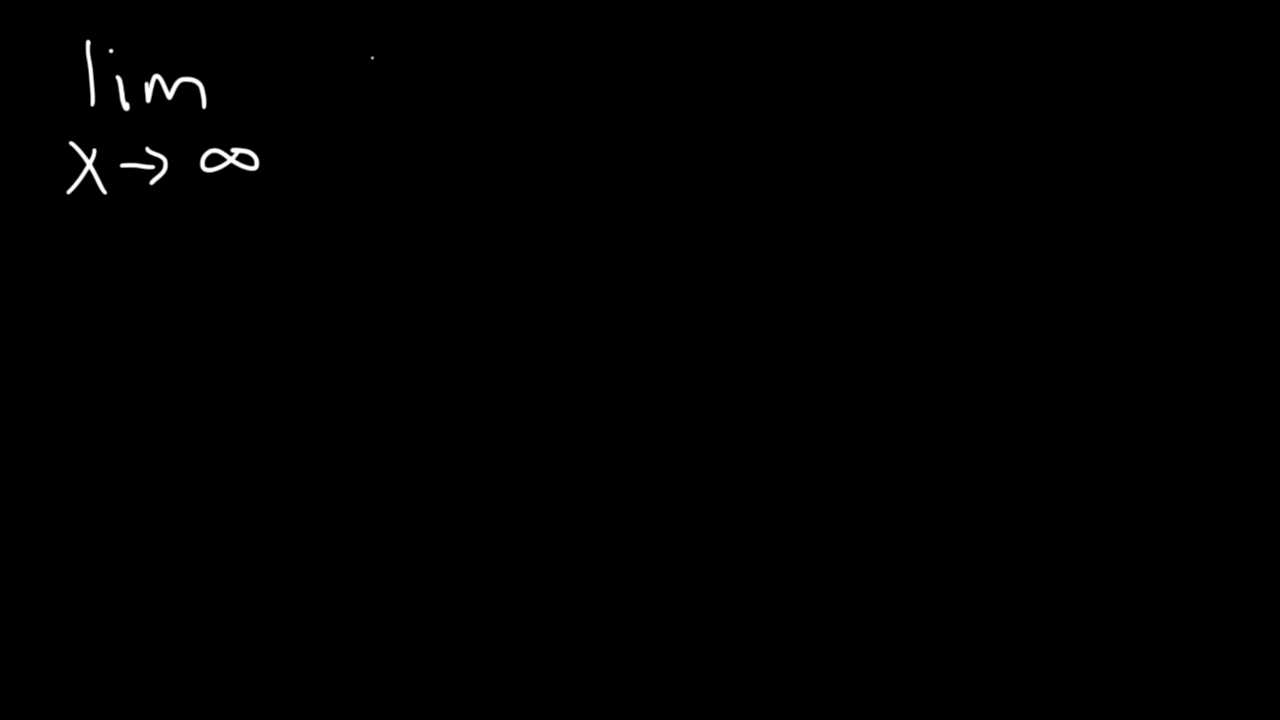 lim
x → ∞